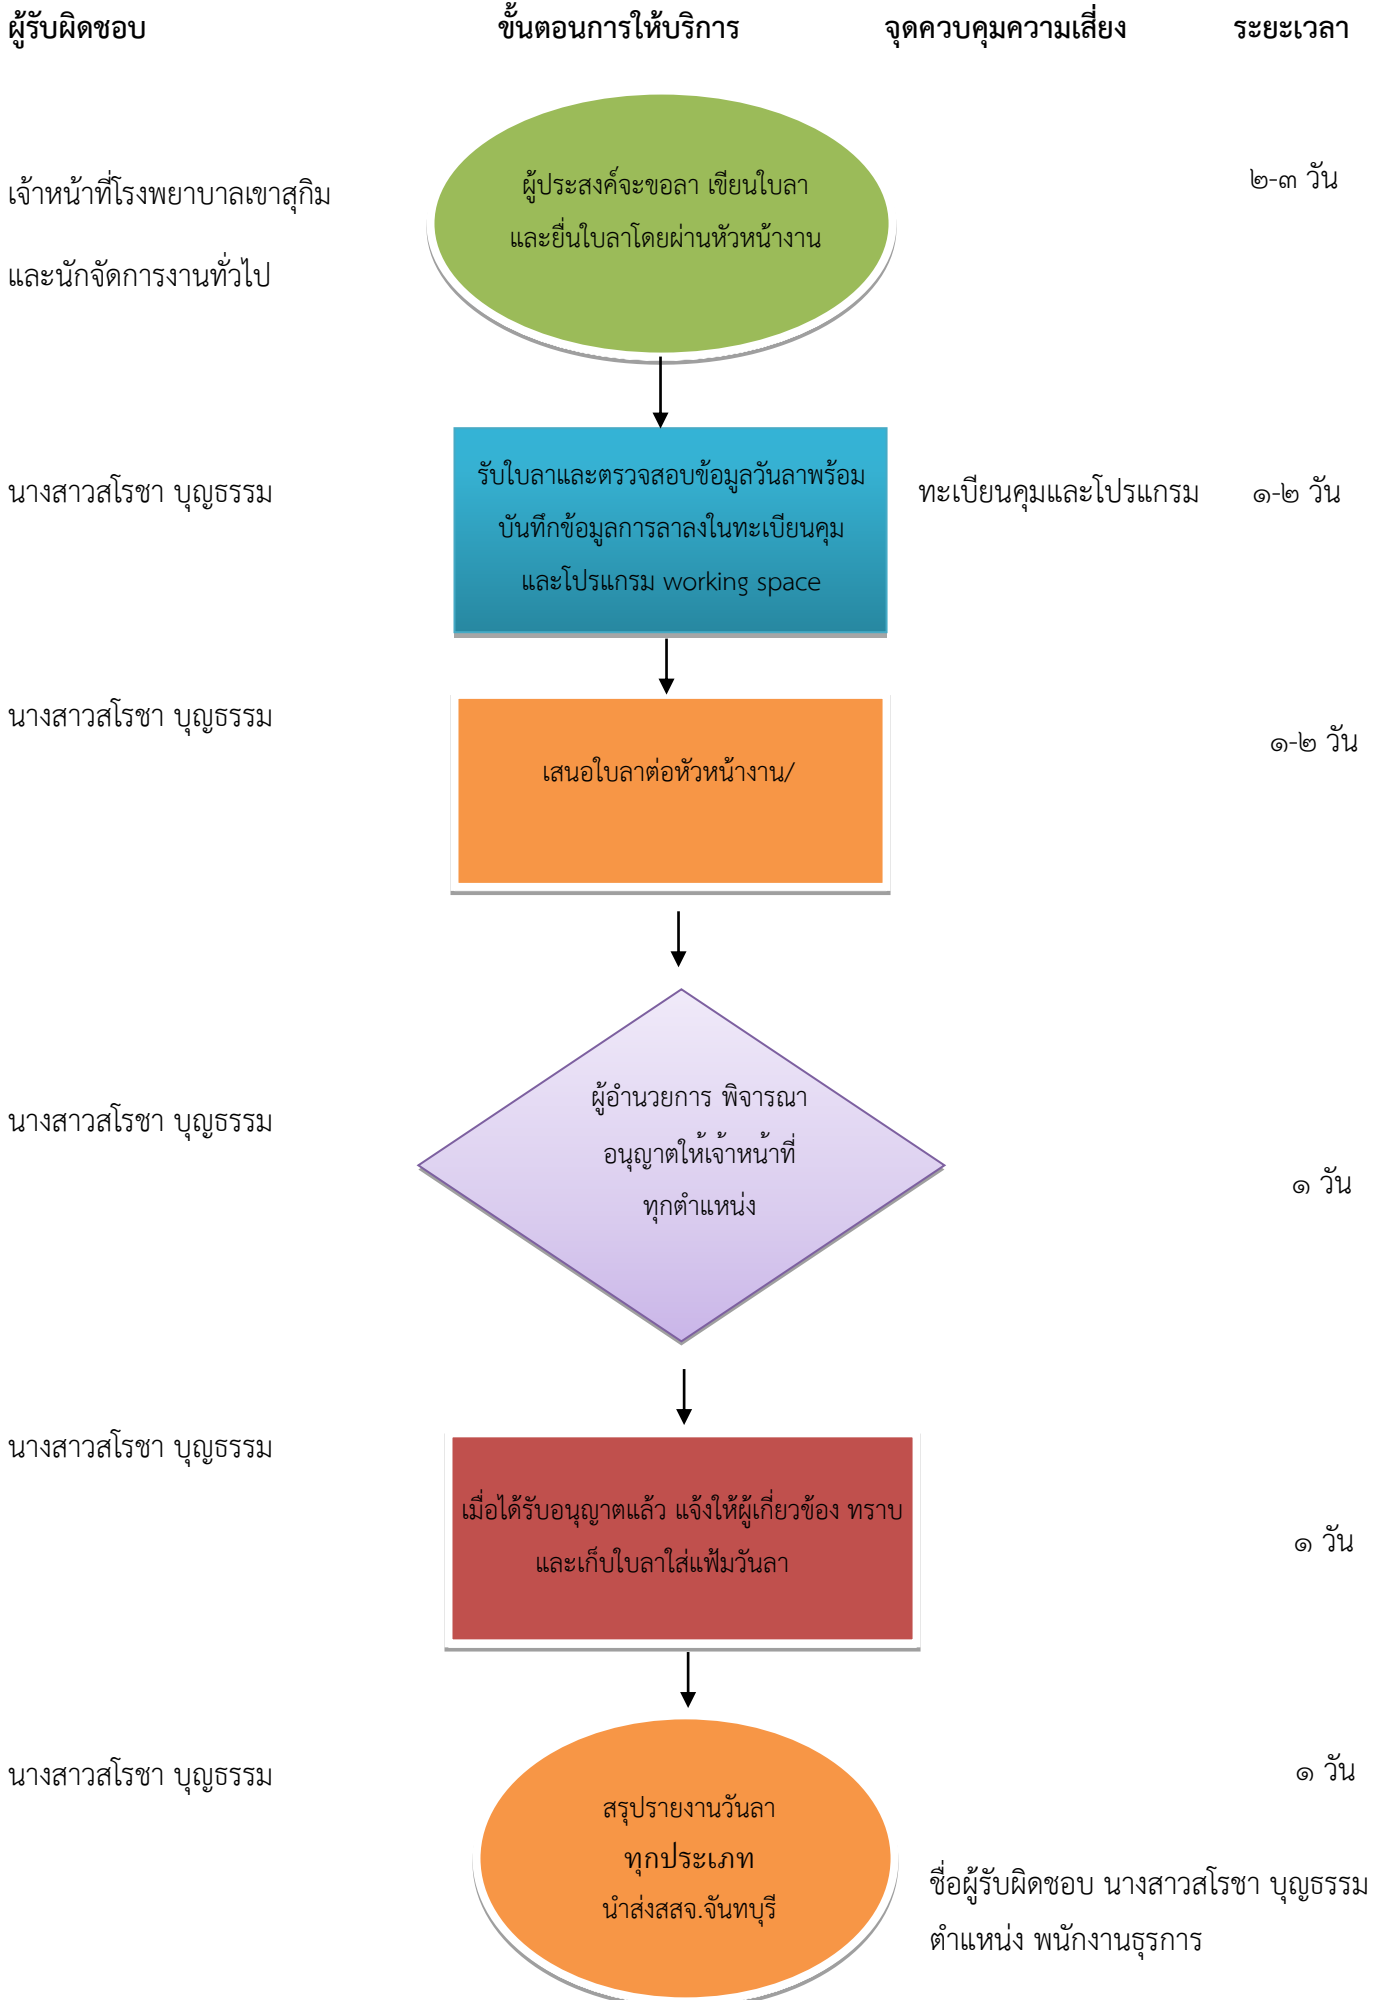 ผู้รับผิดชอบ ขั้นตอนการให้บริการ จุดควบคุมความเสี่ยง ระยะเวลา
ผู้ประสงค์จะขอลา เขียนใบลา
และยื่นใบลาโดยผ่านหัวหน้างาน
เจ้าหน้าที่โรงพยาบาลเขาสุกิม
และนักจัดการงานทั่วไป
๒-๓ วัน
นางสาวสโรชา บุญธรรม
รับใบลาและตรวจสอบข้อมูลวันลาพร้อม
บันทึกข้อมูลการลาลงในทะเบียนคุม
และโปรแกรม working space
ทะเบียนคุมและโปรแกรม
๑-๒ วัน
นางสาวสโรชา บุญธรรม
เสนอใบลาต่อหัวหน้างาน/
๑-๒ วัน
นางสาวสโรชา บุญธรรม
ผู้อำนวยการ พิจารณา
อนุญาตให้เจ้าหน้าที่
ทุกตำแหน่ง
๑ วัน
นางสาวสโรชา บุญธรรม
เมื่อได้รับอนุญาตแล้ว แจ้งให้ผู้เกี่ยวข้อง ทราบ
และเก็บใบลาใส่แฟ้มวันลา
๑ วัน
นางสาวสโรชา บุญธรรม
สรุปรายงานวันลา
ทุกประเภท
นำส่งสสจ.จันทบุรี
๑ วัน
ชื่อผู้รับผิดชอบ นางสาวสโรชา บุญธรรม
ตำแหน่ง พนักงานธุรการ